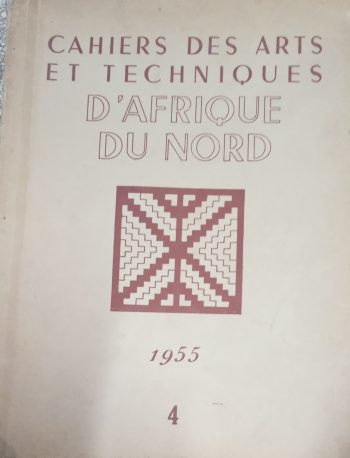 CAHIERS DES ARTS
ET TECHNIQUES
D'AFRIQUE
DU NORD
1955
4